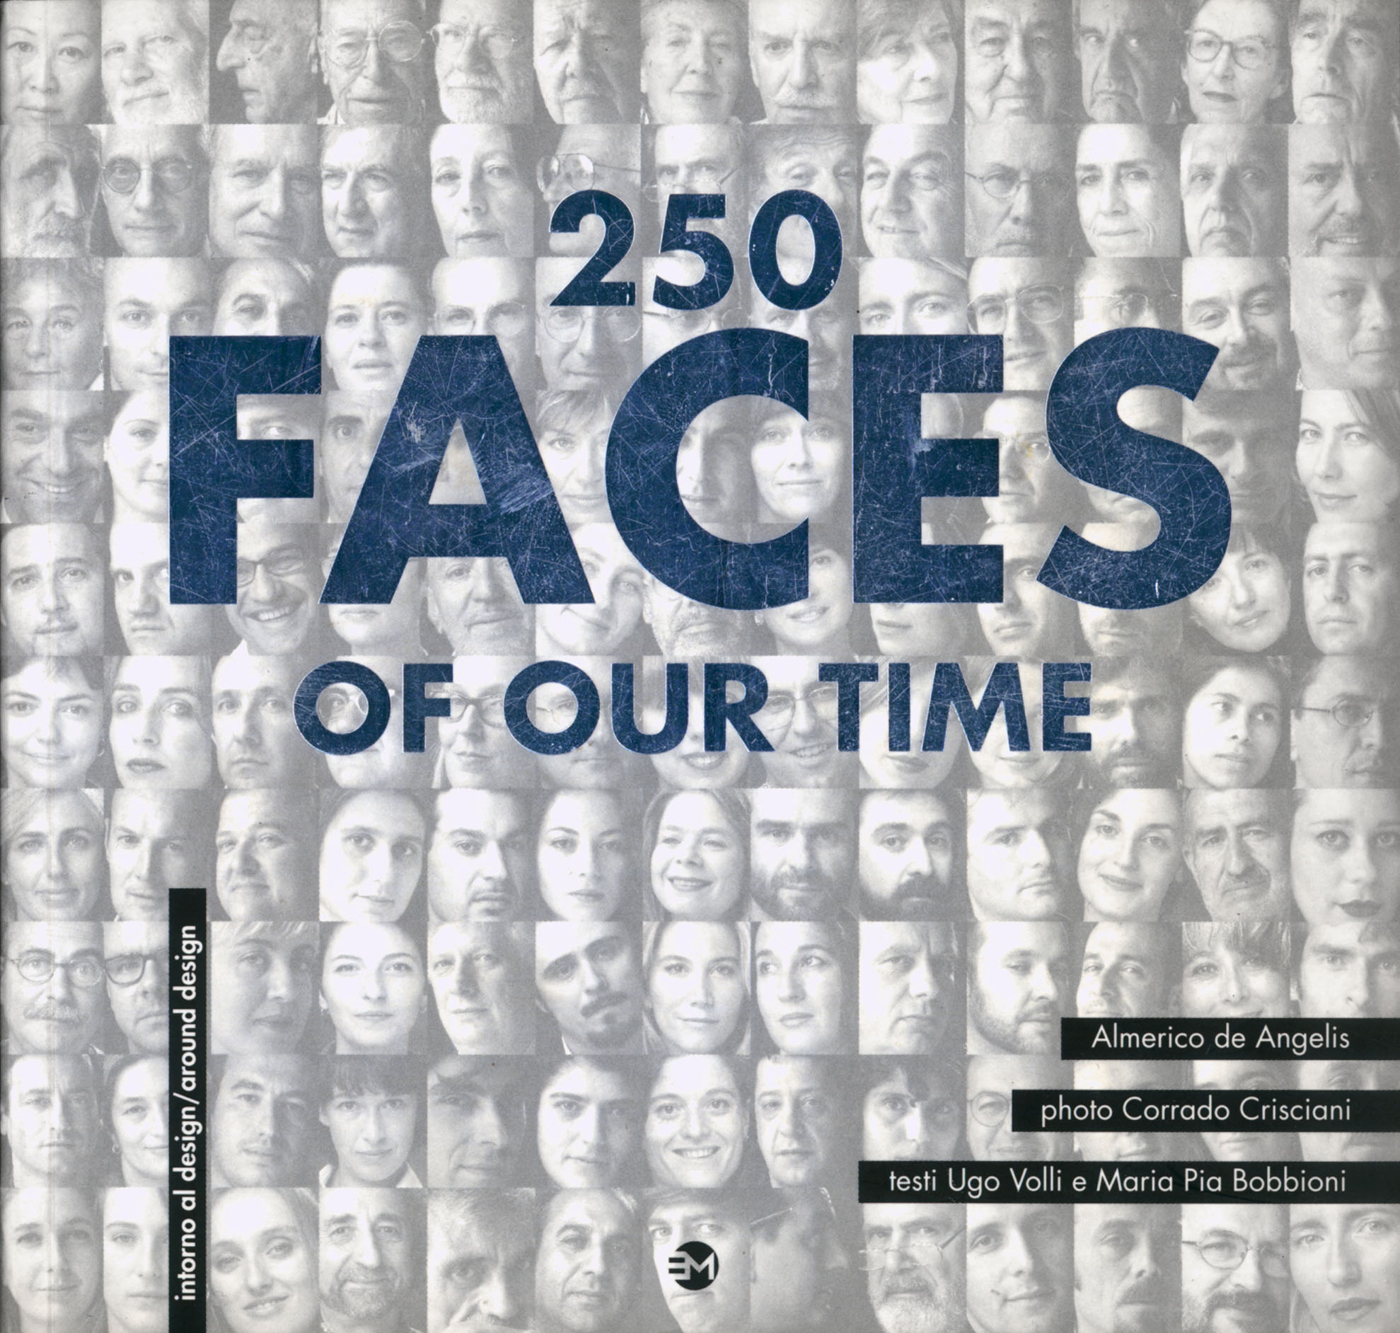 250
FACES
OF OUR TIME
intorno al design/around design
Almerico de Angelis
photo Corrado Crisciani
testi Ugo Volli e Maria Pia Bobbioni
EM